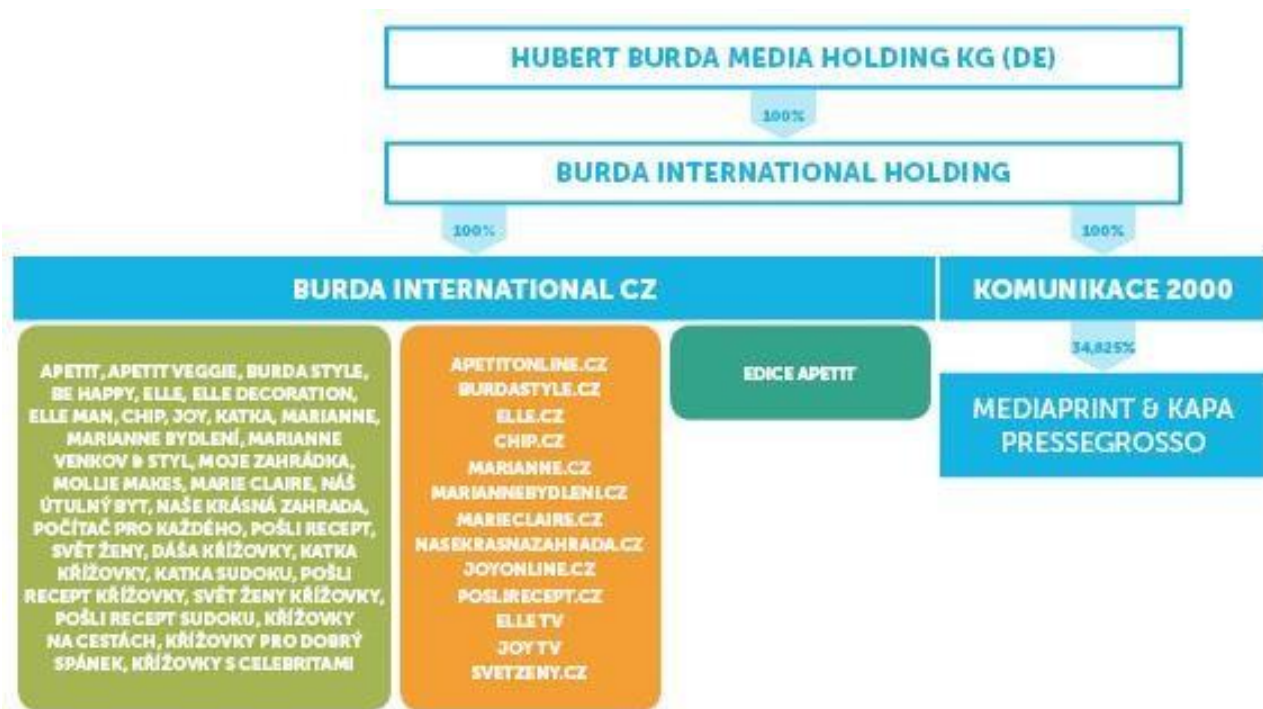 HUBERT BURDA MEDIA HOLDING KG (DE)
100%
BURDA INTERNATIONAL HOLDING
100%
100%
BURDA INTERNATIONAL CZ
KOMUNIKACE 2000
APETIT, APETIT VEGGIE, BURDA STYLE,
BE HAPPY, ELLE, ELLE DECORATION,
ELLE MAN, CHIP, JOY, KATKA, MARIANNE,
MARIANNE BYDLENÍ, MARIANNE
VENKOV & STYL, MOJE ZAHRÁDKA,
MOLLIE MAKES, MARIE CLAIRE, NÁŠ
ÚTULNÝ BYT, NAŠE KRÁSNÁ ZAHRADA,
POČÍTAČ PRO KAŽDÉHO, POŠLI RECEPT,
SVĚT ŽENY, DÁŠA KŘÍŽOVKY, KATKA
KŘÍŽOVKY, KATKA SUDOKU, POŠLI
RECEPT KŘÍŽOVKY, SVĚT ŽENY KŘÍŽOVKY,
POŠLI RECEPT SUDOKU, KŘÍŽOVKY
NA CESTÁCH, KŘÍŽOVKY PRO DOBRÝ
SPÁNEK, KŘÍŽOVKY S CELEBRITAMI
APETITONLINE.CZ
BURDASTYLE.CZ
ELLE.CZ
CHIP.CZ
MARIANNE.CZ
MARIANNEBYDLENI.CZ
MARIECLAIRE.CZ
NASEKRASNAZAHRADA.CZ
JOYONLINE.CZ
POSLIRECEPT.CZ
ELLE TV
JOY TV
SVETZENY.CZ
EDICE APETIT
34,825%
MEDIAPRINT & KAPA
PRESSEGROSSO